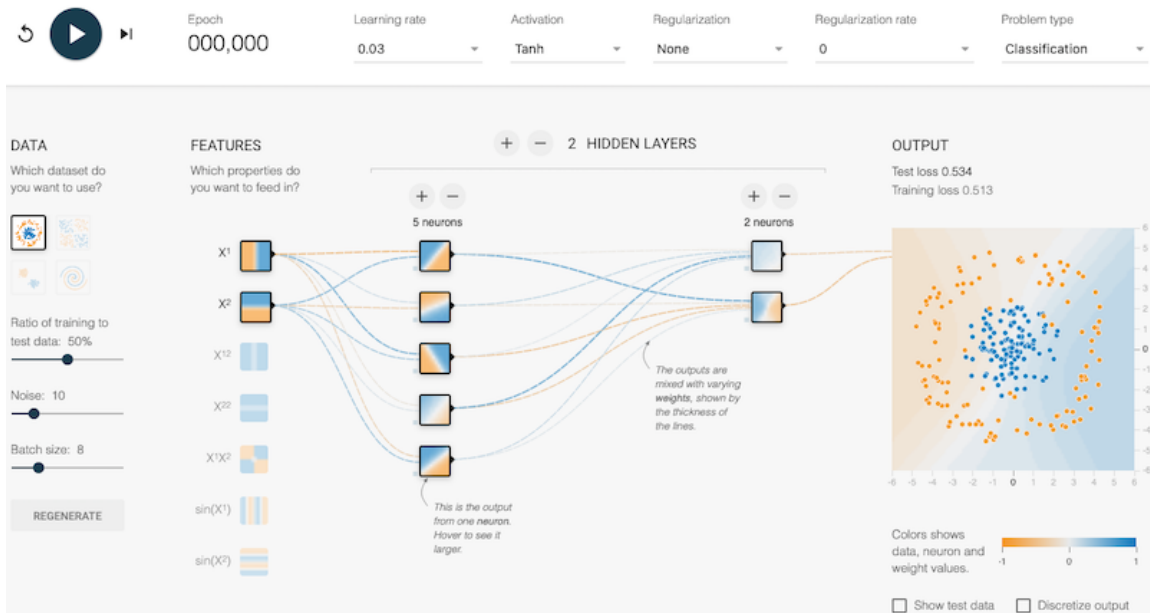 Epoch
000,000
Learning rate
0.03
Activation
Tanh
Regularization
None
Regularization rate
0
Problem type
Classification
DATA
Which dataset do
you want to use?
Ratio of training to
test data: 50%
Noise: 10
Batch size: 8
REGENERATE
FEATURES
Which properties do
you want to feed in?
X1
X2
X12
X22
X1X2
sin(X1)
sin(X2)
+ − 2 HIDDEN LAYERS
+ −
5 neurons
+ −
2 neurons
The outputs are
mixed with varying
weights, shown by
the thickness of
the lines.
This is the output
from one neuron.
Hover to see it
larger.
OUTPUT
Test loss 0.534
Training loss 0.513
6
5
4
3
2
1
0
-1
-2
-3
-4
-5
-6
-6 -5 -4 -3 -2 -1 0 1 2 3 4 5 6
Colors shows
data, neuron and
weight values.
-1 0 1
Show test data
Discretize output